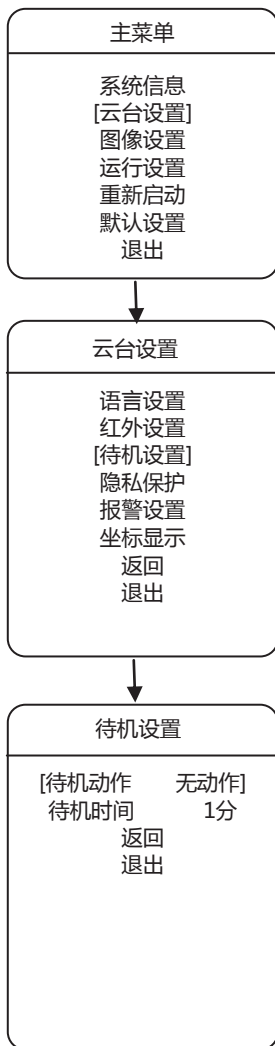 主菜单
系统信息
[云台设置]
图像设置
运行设置
重新启动
默认设置
退出
云台设置
语言设置
红外设置
[待机设置]
隐私保护
报警设置
坐标显示
返回
退出
待机设置
[待机动作 无动作]
待机时间 1分
返回
退出